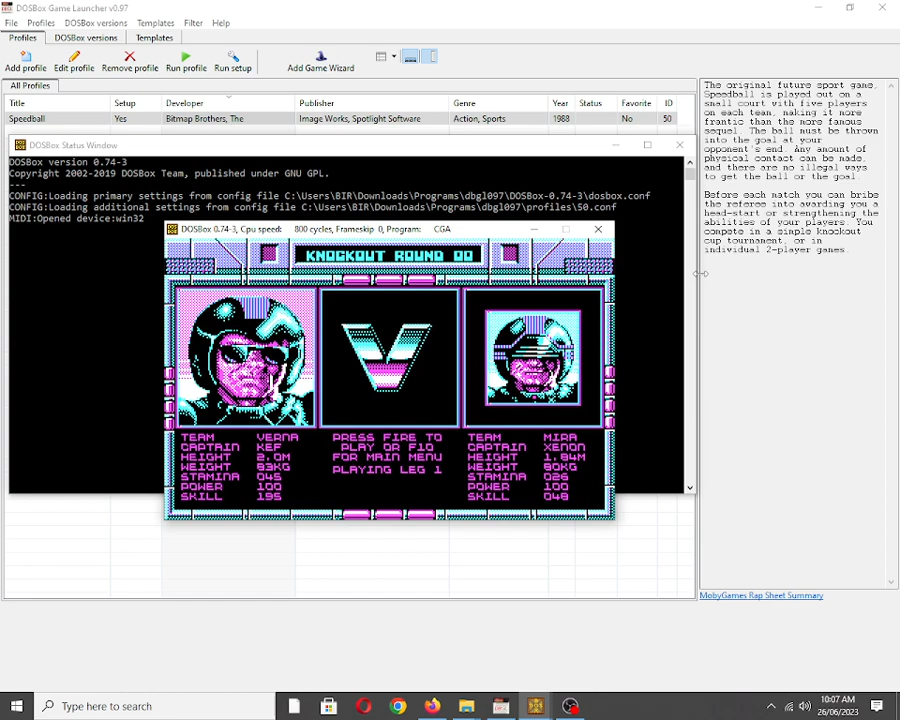 DOSBox Game Launcher v0.97
File Profiles DOSBox versions Templates Filter Help
Profiles DOSBox versions Templates
Add profile Edit profile Remove profile Run profile Run setup Add Game Wizard
All Profiles
Title Setup Developer Publisher Genre Year Status Favorite ID
Speedball Yes Bitmap Brothers, The Image Works, Spotlight Software Action, Sports 1988 No 50
The original future sport game,
Speedball is played out on a
small court with five players
on each team, making it more
frantic than the more famous
sequel. The ball must be thrown
into the goal at your
opponent's end. Any amount of
physical contact can be made,
and there are no illegal ways
to get the ball or the goal.
Before each match you can bribe
the referee into awarding you a
head-start or strengthening the
abilities of your players. You
compete in a simple knockout
cup tournament, or in
individual 2-player games.
MobyGames Rap Sheet Summary
DOSBox Status Window
DOSBox version 0.74-3
Copyright 2002-2019 DOSBox Team, published under GNU GPL.
---
CONFIG:Loading primary settings from config file C:\Users\BIR\Downloads\Programs\dbgl097\DOSBox-0.74-3\dosbox.conf
CONFIG:Loading additional settings from config file C:\Users\BIR\Downloads\Programs\dbgl097\profiles\50.conf
MIDI:Opened device:win32
DOSBox 0.74-3, Cpu speed: 800 cycles, Frameskip 0, Program: CGA
KNOCKOUT ROUND 00
TEAM VERNA
CAPTAIN KEF
HEIGHT 2.0M
WEIGHT 83KG
STAMINA 045
POWER 100
SKILL 195
PRESS FIRE TO
PLAY OR F10
FOR MAIN MENU
PLAYING LEG 1
TEAM MIRA
CAPTAIN XENON
HEIGHT 1.84M
WEIGHT 80KG
STAMINA 026
POWER 100
SKILL 048
Type here to search
10:07 AM
26/06/2023